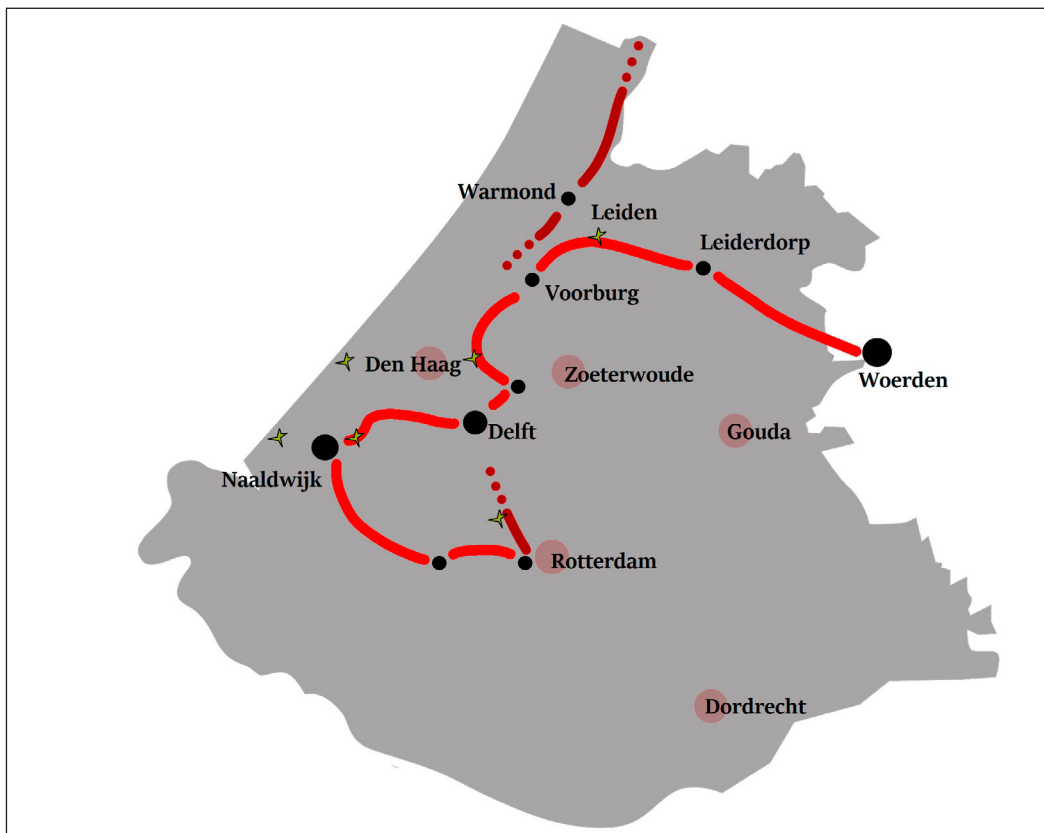 Warmond
Leiden
Leiderdorp
Voorburg
Den Haag
Zoeterwoude
Woerden
Delft
Gouda
Naaldwijk
Rotterdam
Dordrecht